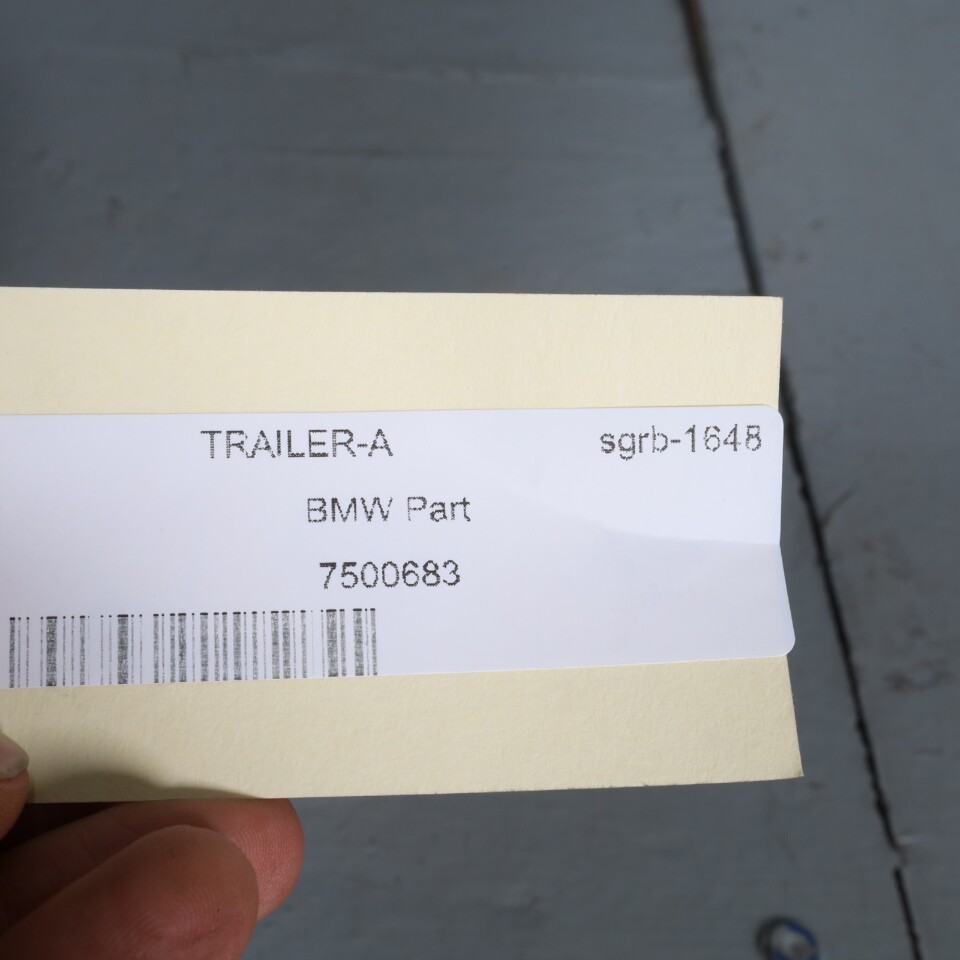 TRAILER-A sgrb-1648
BMW Part
7500683